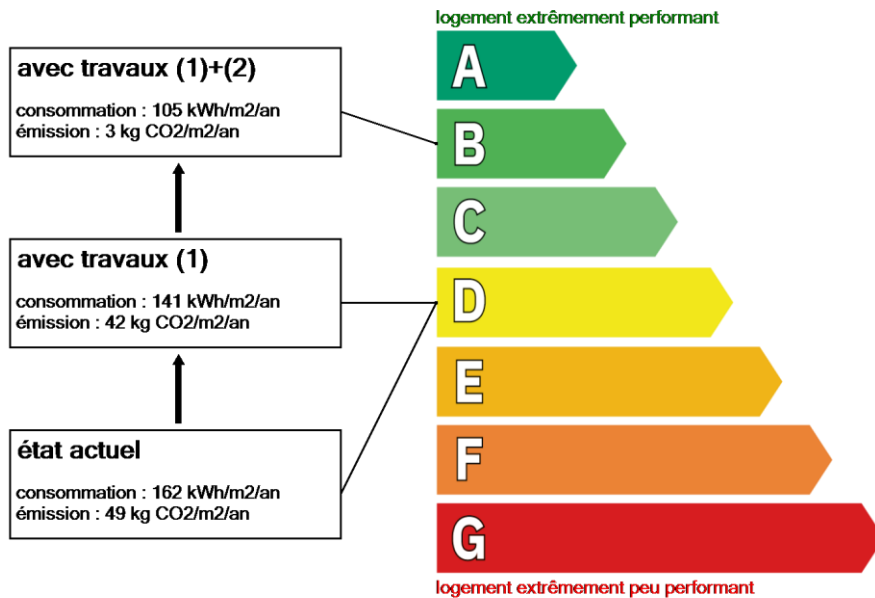 logement extrêmement performant
avec travaux (1)+(2)
consommation : 105 kWh/m2/an
émission : 3 kg CO2/m2/an
avec travaux (1)
consommation : 141 kWh/m2/an
émission : 42 kg CO2/m2/an
état actuel
consommation : 162 kWh/m2/an
émission : 49 kg CO2/m2/an
A
B
C
D
E
F
G
logement extrêmement peu performant